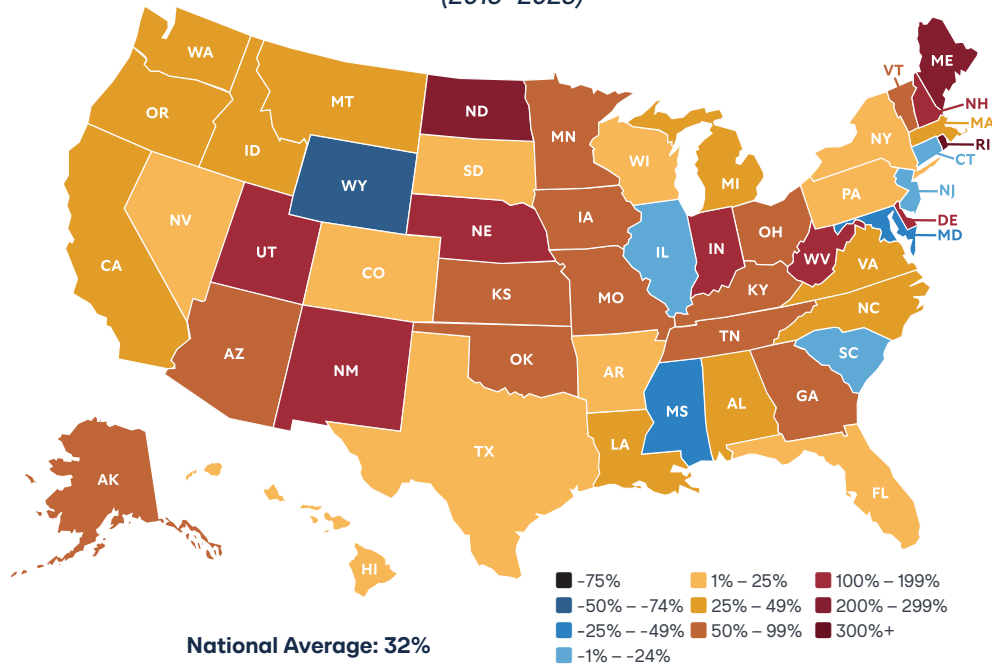 WA
OR
ID
MT
ND
MN
WY
SD
WI
MI
NY
VT
ME
NH
MA
RI
CT
NJ
PA
DE
MD
NV
UT
CO
NE
IA
IL
IN
OH
WV
VA
CA
KS
MO
KY
NC
AZ
NM
OK
AR
TN
SC
GA
AL
MS
LA
TX
FL
AK
HI
-75%
-50% – -74%
-25% – -49%
-1% – -24%
1% – 25%
25% – 49%
50% – 99%
100% – 199%
200% – 299%
300%+
National Average: 32%